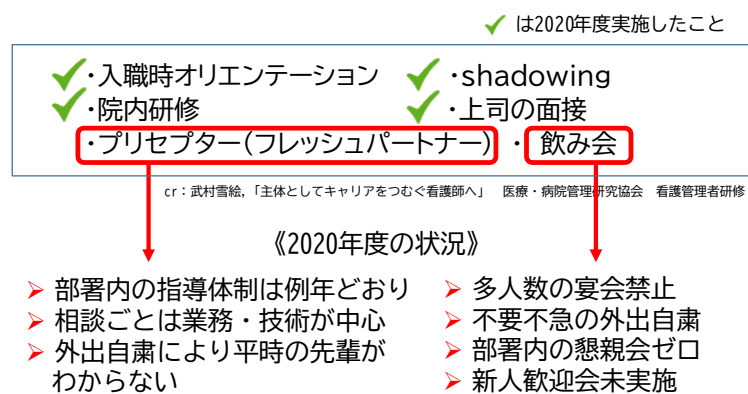 ✓ は2020年度実施したこと
✓・入職時オリエンテーション ✓・shadowing
✓・院内研修 ✓・上司の面接
・プリセプター(フレッシュパートナー) ・ 飲み会
cr：武村雪絵,「主体としてキャリアをつむぐ看護師へ」 医療・病院管理研究協会 看護管理者研修
《2020年度の状況》
➢ 部署内の指導体制は例年どおり
➢ 相談ごとは業務・技術が中心
➢ 外出自粛により平時の先輩が
わからない
➢ 多人数の宴会禁止
➢ 不要不急の外出自粛
➢ 部署内の懇親会ゼロ
➢ 新人歓迎会未実施